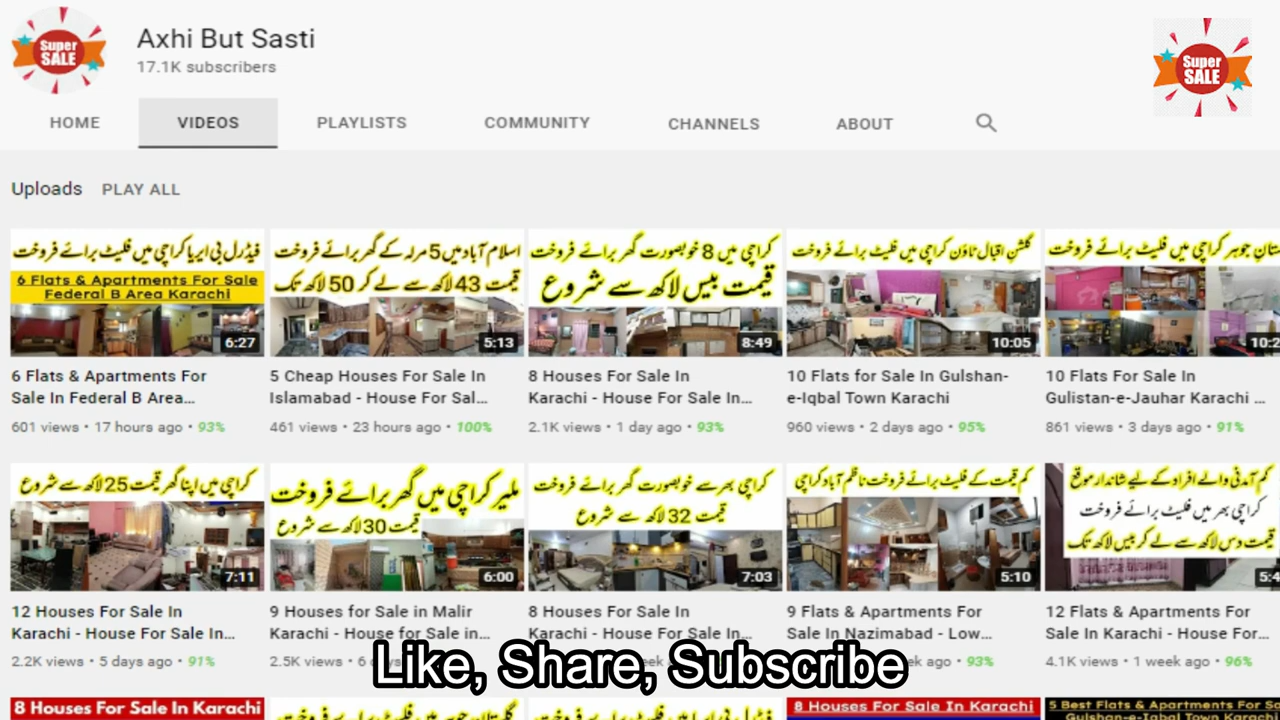 Super
SALE
Axhi But Sasti
17.1K subscribers
Super
SALE
HOME
VIDEOS
PLAYLISTS
COMMUNITY
CHANNELS
ABOUT
Uploads
PLAY ALL
فیڈرل بی ایریا کراچی میں فلیٹ برائے فروخت
6 Flats & Apartments For Sale
Federal B Area Karachi
6:27
اسلام آباد میں 5 مرلہ کے گھر برائے فروخت
قیمت 43 لاکھ سے لے کر 50 لاکھ تک
5:13
کراچی میں 8 خوبصورت گھر برائے فروخت
قیمت بیس لاکھ سے شروع
8:49
گلشن اقبال ٹاؤن کراچی میں فلیٹ برائے فروخت
10:05
ستان جوہر کراچی میں فلیٹ برائے فروخت
10:2
6 Flats & Apartments For
Sale In Federal B Area...
601 views • 17 hours ago • 93%
5 Cheap Houses For Sale In
Islamabad - House For Sal...
461 views • 23 hours ago • 100%
8 Houses For Sale In
Karachi - House For Sale In...
2.1K views • 1 day ago • 93%
10 Flats for Sale In Gulshan-
e-Iqbal Town Karachi
960 views • 2 days ago • 95%
10 Flats For Sale In
Gulistan-e-Jauhar Karachi ...
861 views • 3 days ago • 91%
کراچی میں اپنا گھر قیمت 25 لاکھ سے شروع
7:11
ملیر کراچی میں گھر برائے فروخت
قیمت 30 لاکھ سے شروع
6:00
کراچی بھر سے خوبصورت گھر برائے فروخت
قیمت 32 لاکھ سے شروع
7:03
کم قیمت کے فلیٹ برائے فروخت ناظم آباد کراچی
5:10
کم آمدنی والے افراد کے لیے شاندار موقع
کراچی بھر میں فلیٹ برائے فروخت
قیمت دس لاکھ سے لے کر بیس لاکھ تک
5:4
12 Houses For Sale In
Karachi - House For Sale In...
2.2K views • 5 days ago • 91%
9 Houses for Sale in Malir
Karachi - House for Sale in...
2.5K views • 6
8 Houses For Sale In
Karachi - House For Sale In...
ago
9 Flats & Apartments For
Sale In Nazimabad - Low...
ago • 93%
12 Flats & Apartments For
Sale In Karachi - House For...
4.1K views • 1 week ago • 96%
Like, Share, Subscribe
8 Houses For Sale In Karachi
8 Houses For Sale In Karachi
5 Best Flats & Apartments For Sa
Gulshan-e-Iqbal Town Karachi